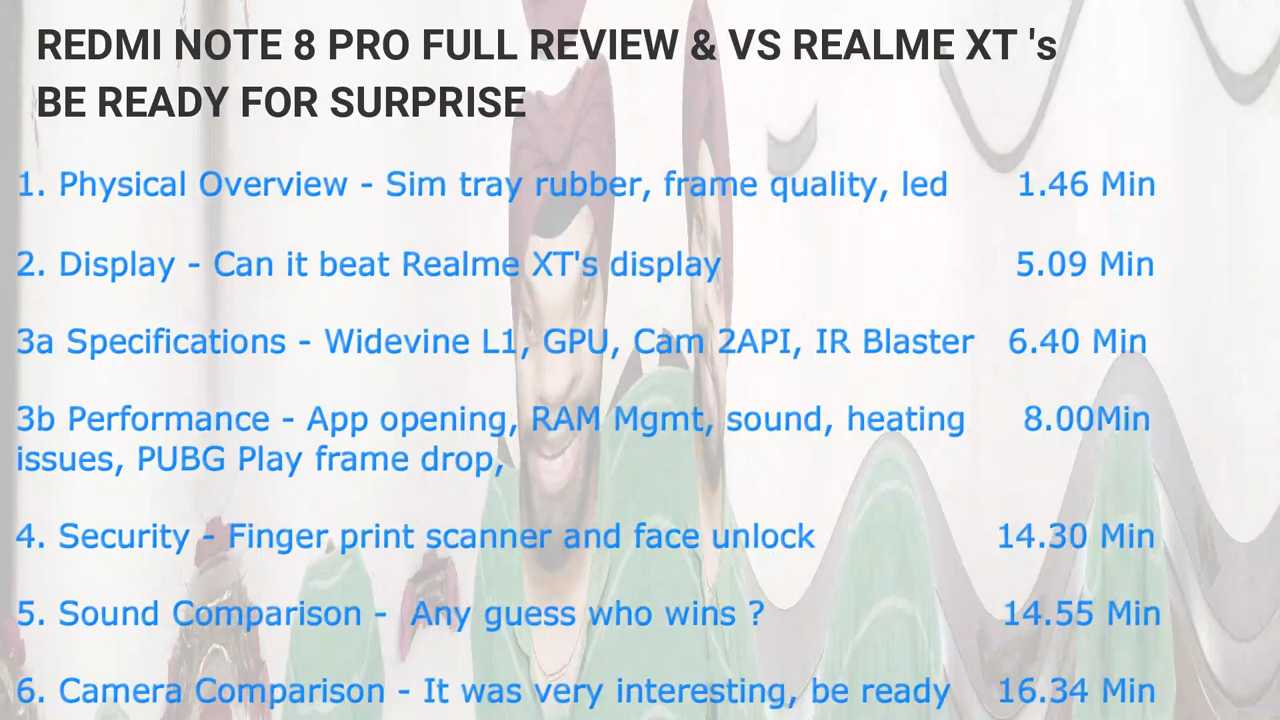 REDMI NOTE 8 PRO FULL REVIEW & VS REALME XT 's
BE READY FOR SURPRISE
1. Physical Overview - Sim tray rubber, frame quality, led 1.46 Min
2. Display - Can it beat Realme XT's display 5.09 Min
3a Specifications - Widevine L1, GPU, Cam 2API, IR Blaster 6.40 Min
3b Performance - App opening, RAM Mgmt, sound, heating 8.00Min
issues, PUBG Play frame drop,
4. Security - Finger print scanner and face unlock 14.30 Min
5. Sound Comparison - Any guess who wins ? 14.55 Min
6. Camera Comparison - It was very interesting, be ready 16.34 Min